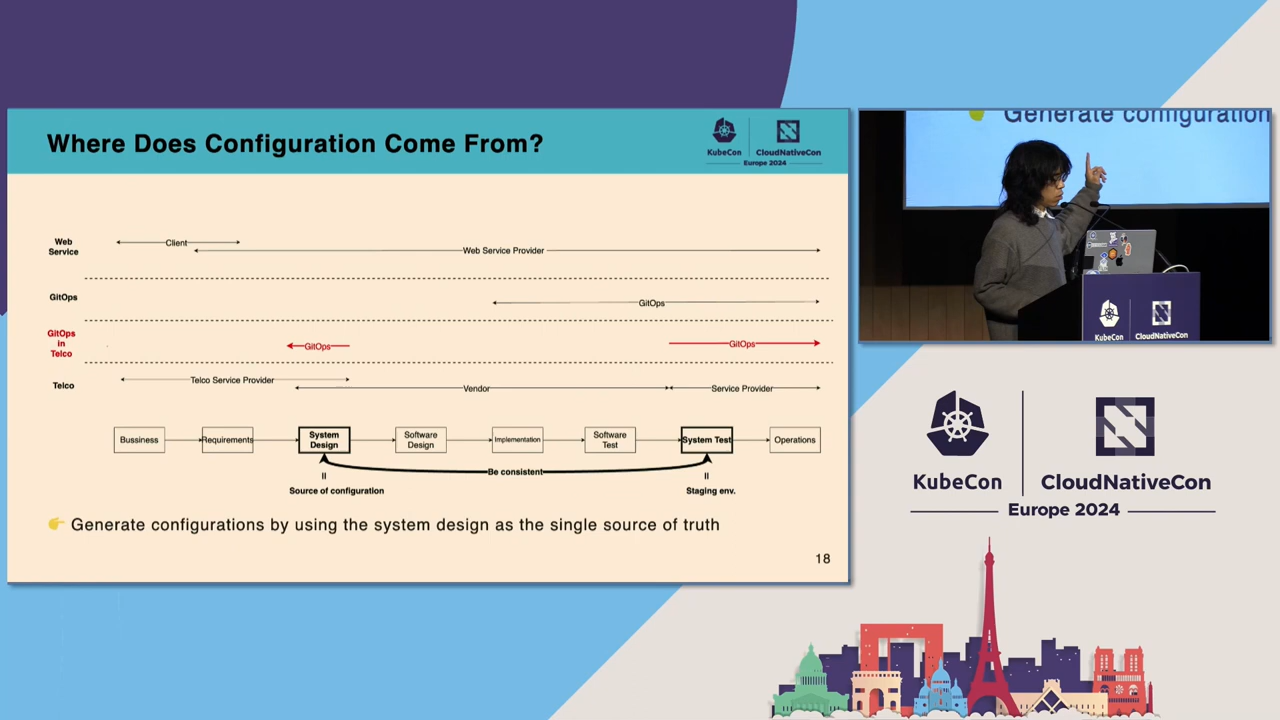 Where Does Configuration Come From?
KubeCon
CloudNativeCon
Europe 2024
Web
Service
Client
Web Service Provider
GitOps
GitOps
GitOps
in
Telco
GitOps
GitOps
Telco
Telco Service Provider
Vendor
Service Provider
Bussiness
Requirements
System
Design
Software
Design
Implementation
Software
Test
System Test
Operations
Be consistent
=
=
Source of configuration
Staging env.
👉 Generate configurations by using the system design as the single source of truth
18
Generate configuration
KubeCon
CloudNativeCon
KubeCon
CloudNativeCon
Europe 2024